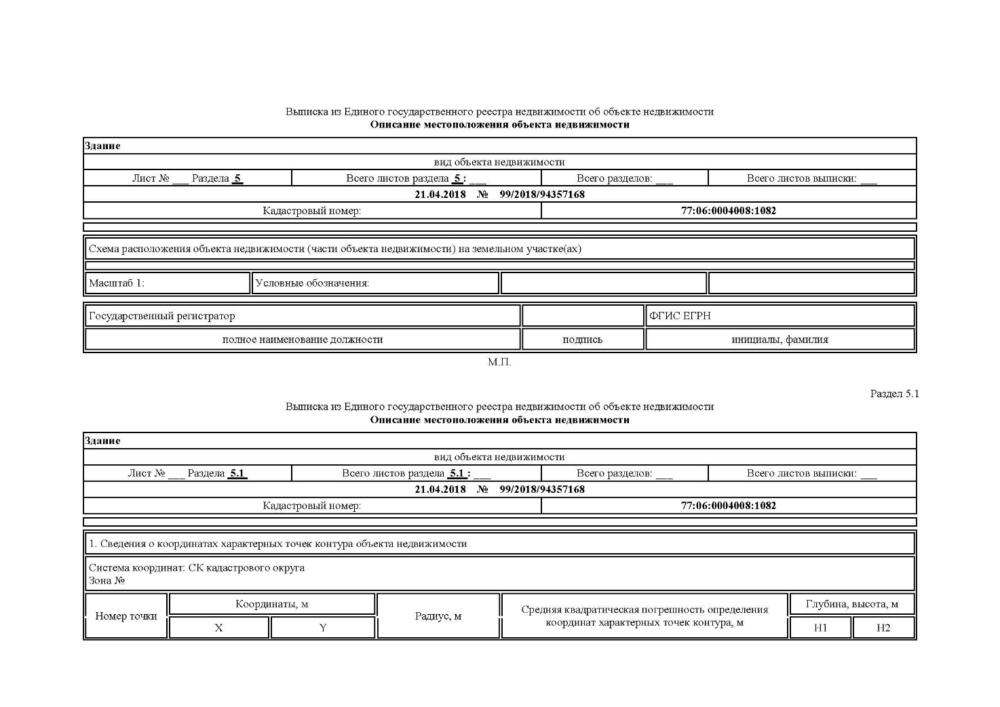 Выписка из Единого государственного реестра недвижимости об объекте недвижимости
Описание местоположения объекта недвижимости
Здание
вид объекта недвижимости
Лист № ___ Раздела 5 Всего листов раздела 5 : ___ Всего разделов: ___ Всего листов выписки: ___
21.04.2018 № 99/2018/94357168
Кадастровый номер: 77:06:0004008:1082
Схема расположения объекта недвижимости (части объекта недвижимости) на земельном участке(ах)
Масштаб 1: Условные обозначения:
Государственный регистратор ФГИС ЕГРН
полное наименование должности подпись инициалы, фамилия
М.П.
Раздел 5.1
Выписка из Единого государственного реестра недвижимости об объекте недвижимости
Описание местоположения объекта недвижимости
Здание
вид объекта недвижимости
Лист № ___ Раздела 5.1 Всего листов раздела 5.1 : ___ Всего разделов: ___ Всего листов выписки: ___
21.04.2018 № 99/2018/94357168
Кадастровый номер: 77:06:0004008:1082
1. Сведения о координатах характерных точек контура объекта недвижимости
Система координат: СК кадастрового округа
Зона №
Номер точки Координаты, м Радиус, м Средняя квадратическая погрешность определения Глубина, высота, м
координат характерных точек контура, м
X Y H1 H2